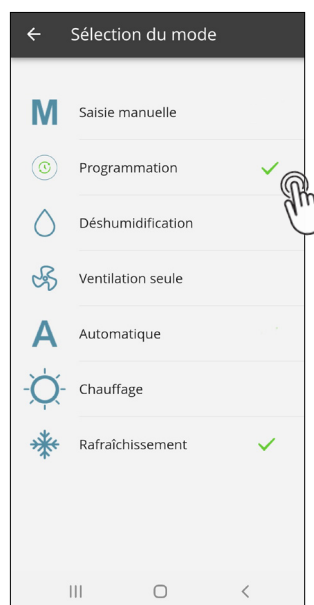 Sélection du mode
M Saisie manuelle
Programmation
Déshumidification
Ventilation seule
A Automatique
Chauffage
Rafraîchissement